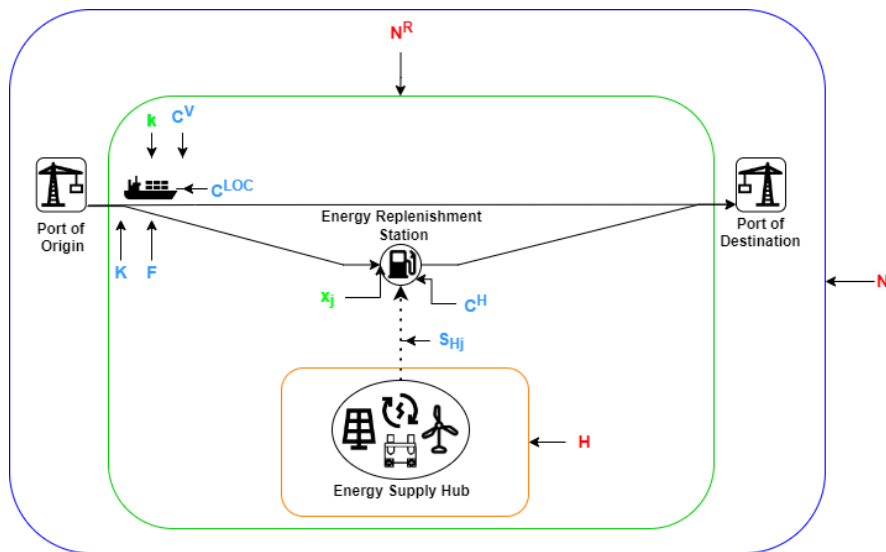 N^R
k C^V
C^LOC
Port of
Origin
Energy Replenishment
Station
Port of
Destination
K F
x_j
C^H
N
S_Hj
H
Energy Supply Hub